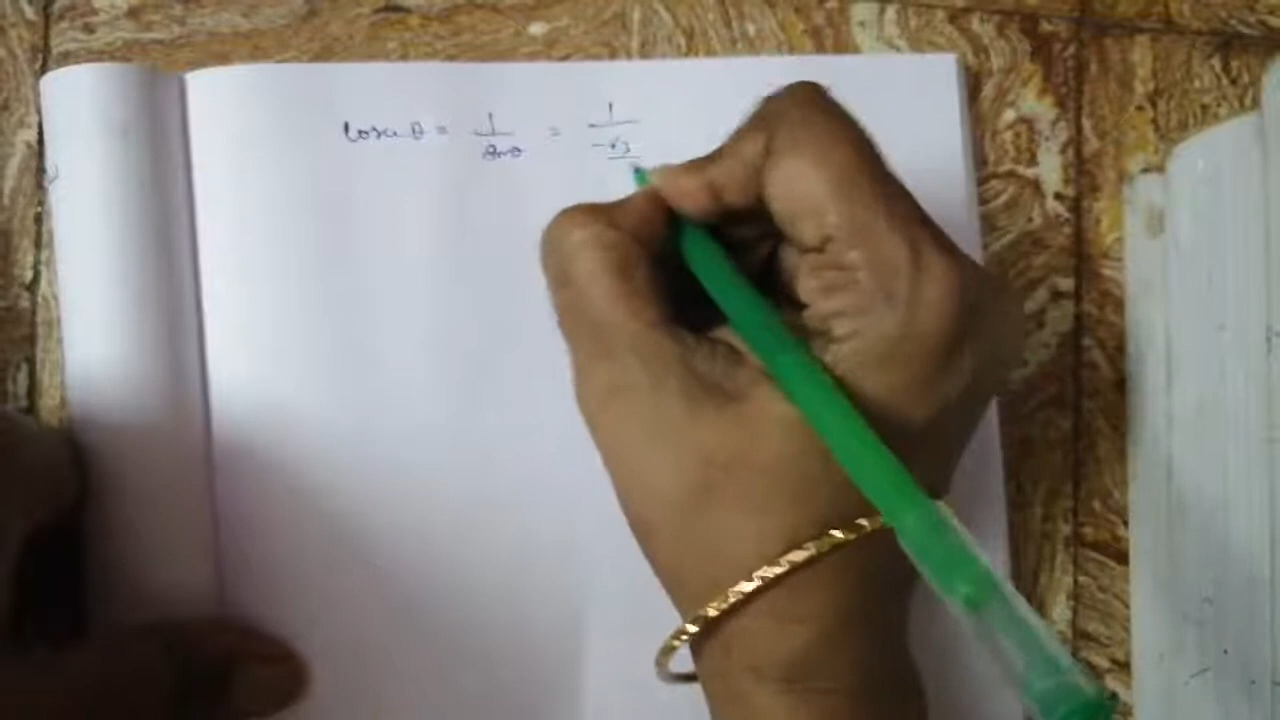 Cosec θ = 1/sinθ = 1/-√3